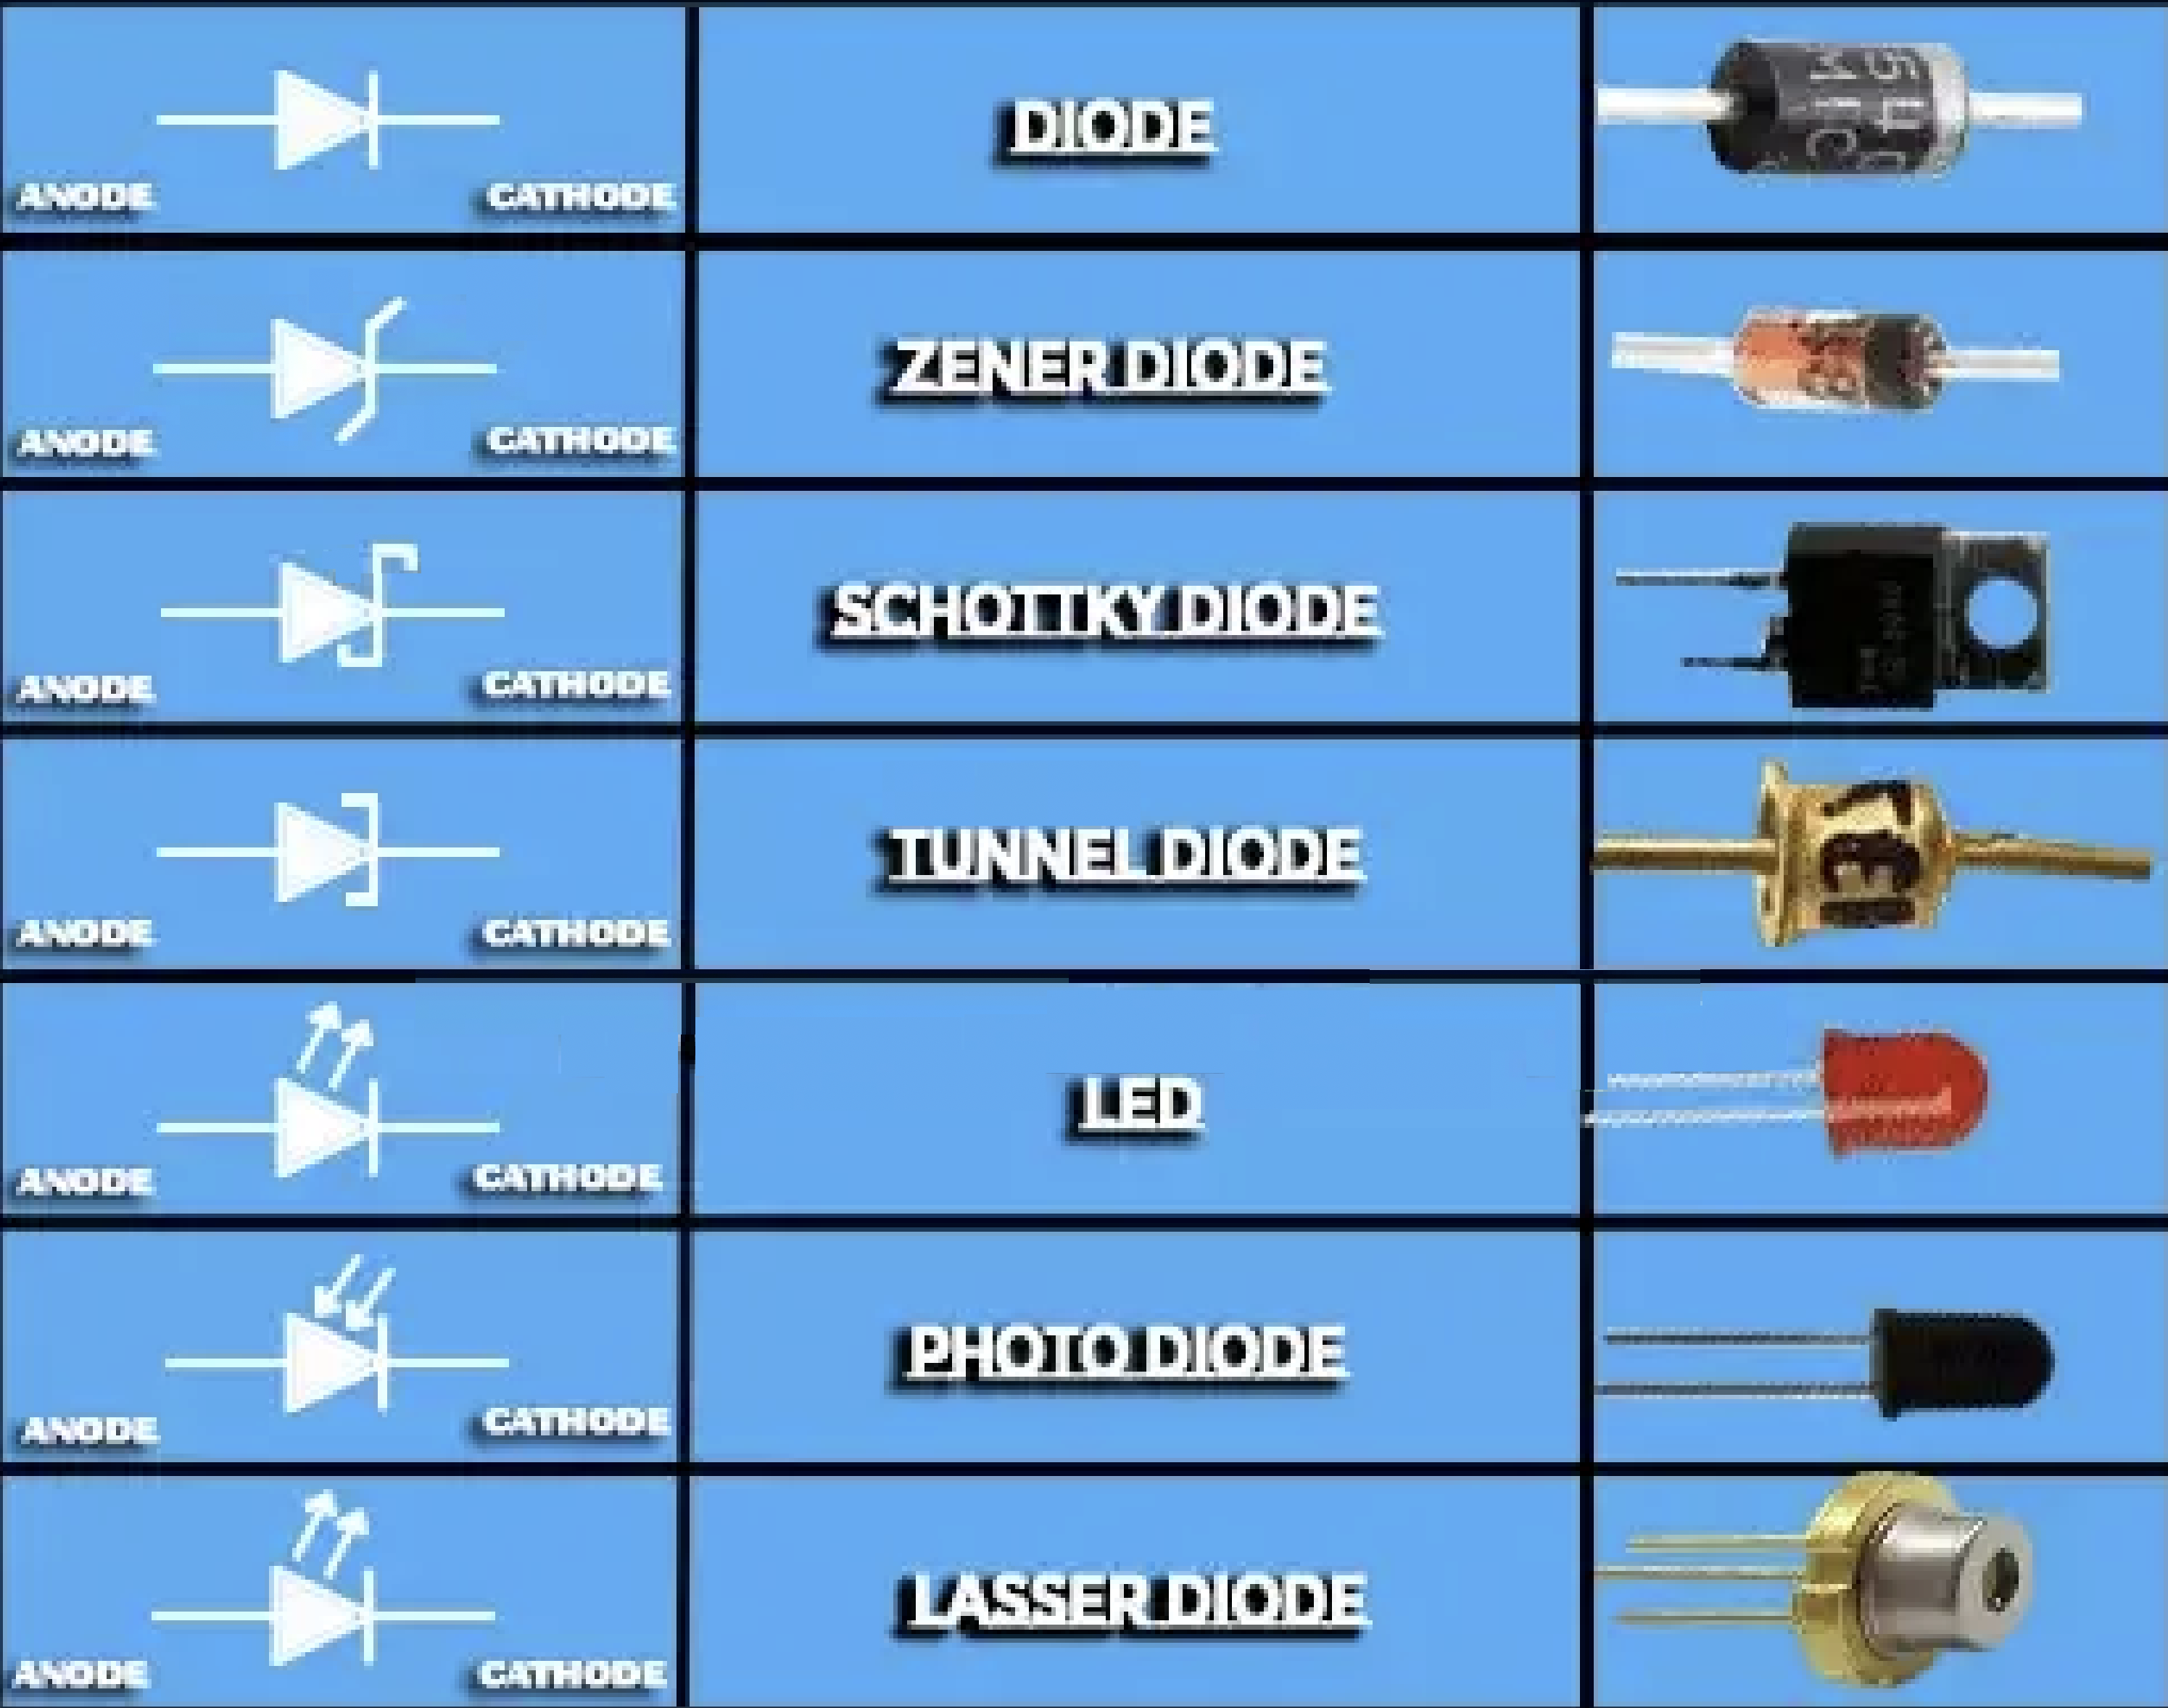 DIODE
ANODE CATHODE
ZENER DIODE
ANODE CATHODE
SCHOTTKY DIODE
ANODE CATHODE
TUNNEL DIODE
ANODE CATHODE
LED
ANODE CATHODE
PHOTO DIODE
ANODE CATHODE
LASSER DIODE
ANODE CATHODE